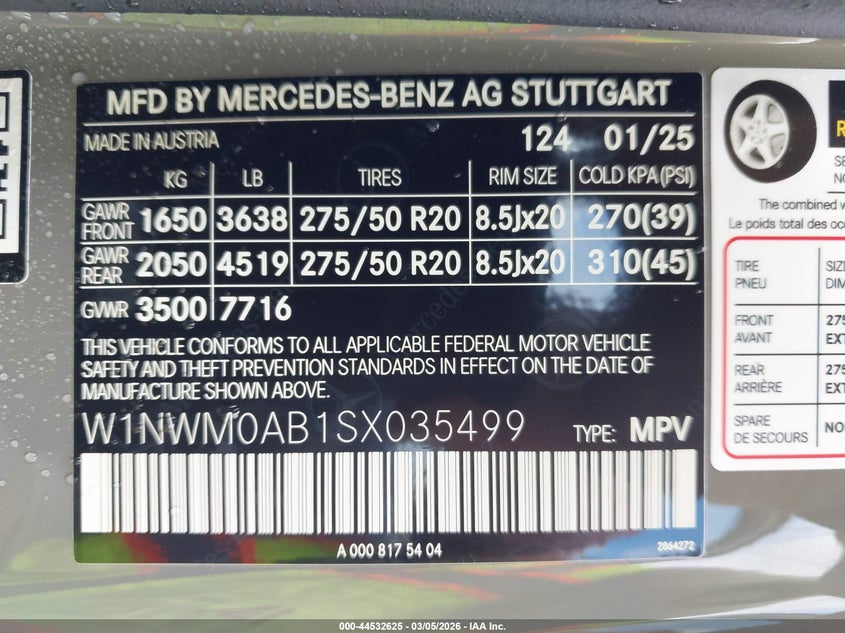 MFD BY MERCEDES-BENZ AG STUTTGART
MADE IN AUSTRIA 124 01/25
KG LB TIRES RIM SIZE COLD KPA(PSI)
GAWR FRONT 1650 3638 275/50 R20 8.5Jx20 270(39)
GAWR REAR 2050 4519 275/50 R20 8.5Jx20 310(45)
GVWR 3500 7716
THIS VEHICLE CONFORMS TO ALL APPLICABLE FEDERAL MOTOR VEHICLE
SAFETY AND THEFT PREVENTION STANDARDS IN EFFECT ON THE DATE OF
MANUFACTURE SHOWN ABOVE.
W1NWM0AB1SX035499 TYPE: MPV
A 000 817 54 04 2864272
The combined
Le poids total des
TIRE
PNEU
FRONT
AVANT
275
REAR
ARRIÈRE
275
SPARE
DE SECOURS
000-44532625 - 03/05/2026 - IAA Inc.